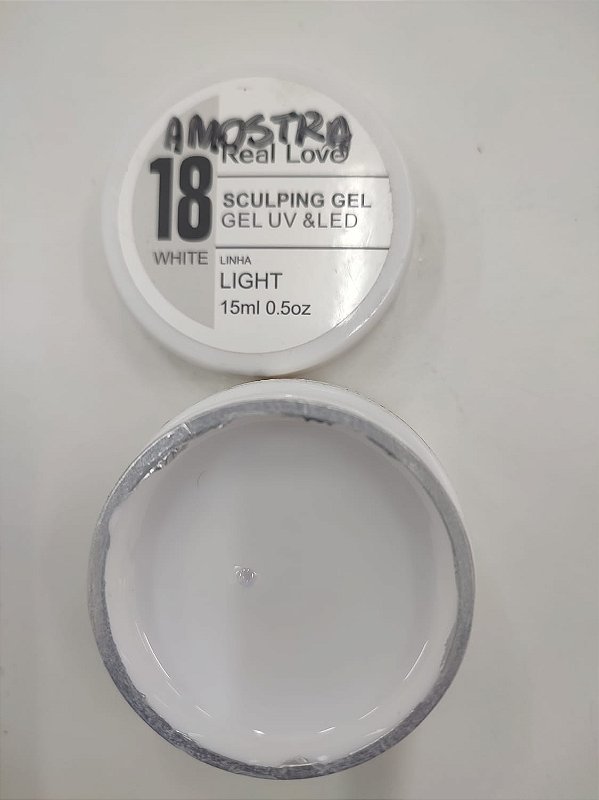 AMOSTRA
Real Love
18
WHITE
SCULPING GEL
GEL UV &LED
LINHA
LIGHT
15ml 0.5oz